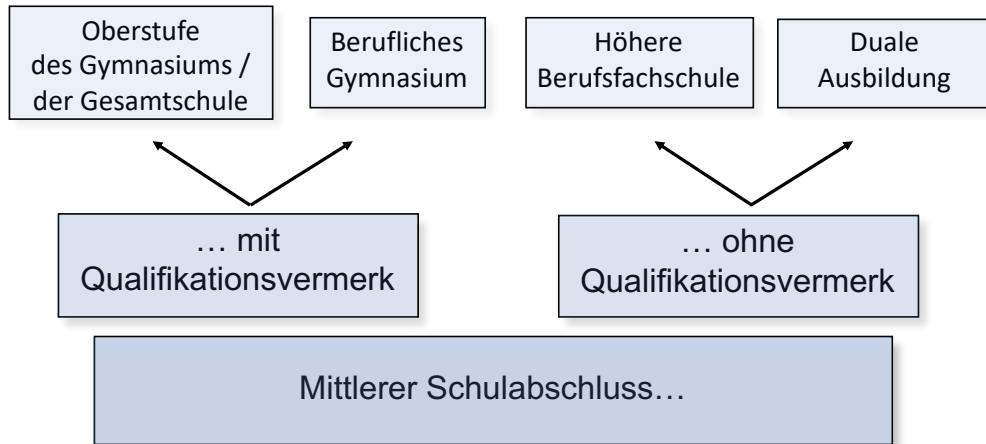 Oberstufe
des Gymnasiums /
der Gesamtschule
Berufliches
Gymnasium
Höhere
Berufsfachschule
Duale
Ausbildung
… mit
Qualifikationsvermerk
… ohne
Qualifikationsvermerk
Mittlerer Schulabschluss…